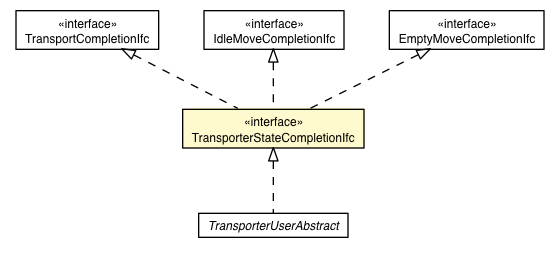 «interface»
TransportCompletionIfc
«interface»
IdleMoveCompletionIfc
«interface»
EmptyMoveCompletionIfc
«interface»
TransporterStateCompletionIfc
TransporterUserAbstract